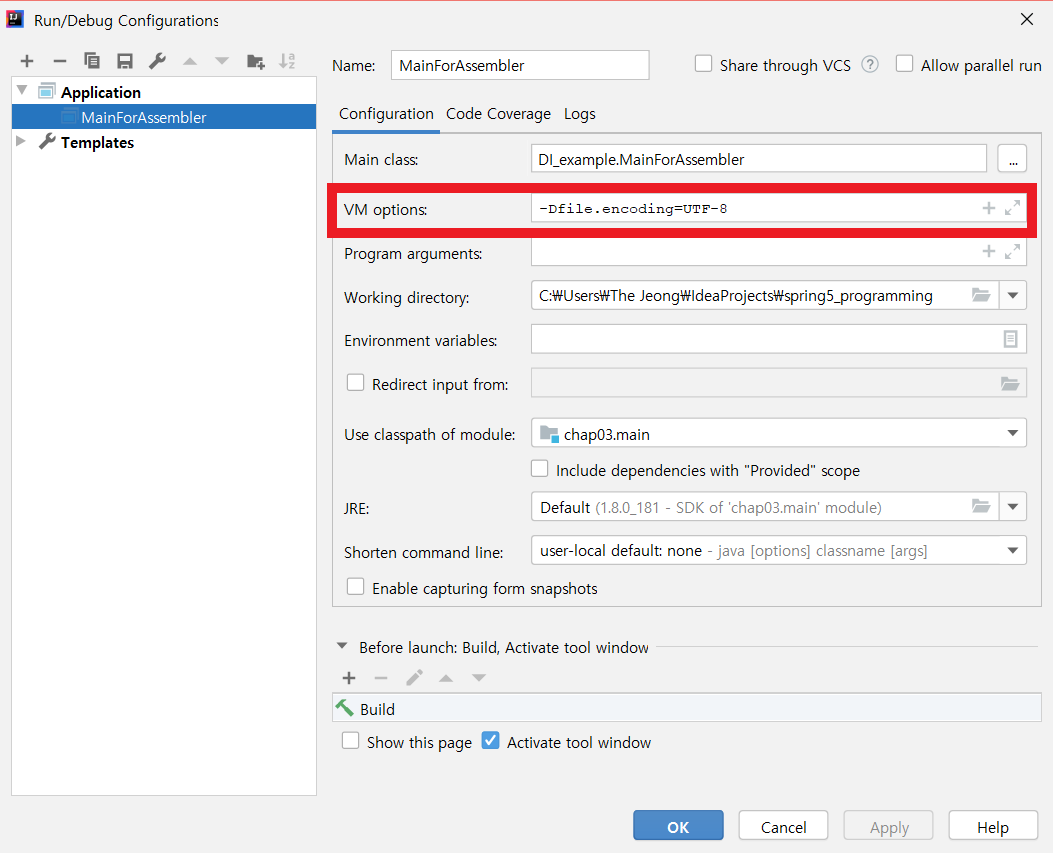 Run/Debug Configurations
Name: MainForAssembler Share through VCS ? Allow parallel run
Application
MainForAssembler
Templates
Configuration Code Coverage Logs
Main class: DI_example.MainForAssembler ...
VM options: -Dfile.encoding=UTF-8
Program arguments:
Working directory: C:₩Users₩The Jeong₩IdeaProjects₩spring5_programming
Environment variables:
Redirect input from:
Use classpath of module: chap03.main
Include dependencies with "Provided" scope
JRE: Default (1.8.0_181 - SDK of 'chap03.main' module)
Shorten command line: user-local default: none - java [options] classname [args]
Enable capturing form snapshots
Before launch: Build, Activate tool window
Build
Show this page Activate tool window
OK Cancel Apply Help